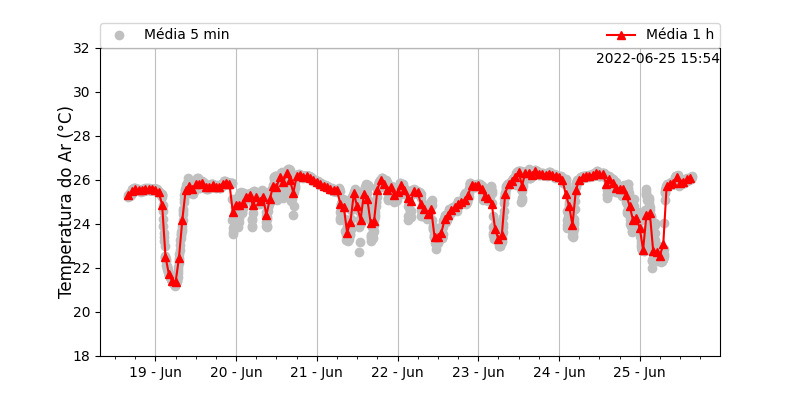 Média 5 min
Média 1 h
2022-06-25 15:54
Temperatura do Ar (°C)
32
30
28
26
24
22
20
18
19 - Jun
20 - Jun
21 - Jun
22 - Jun
23 - Jun
24 - Jun
25 - Jun